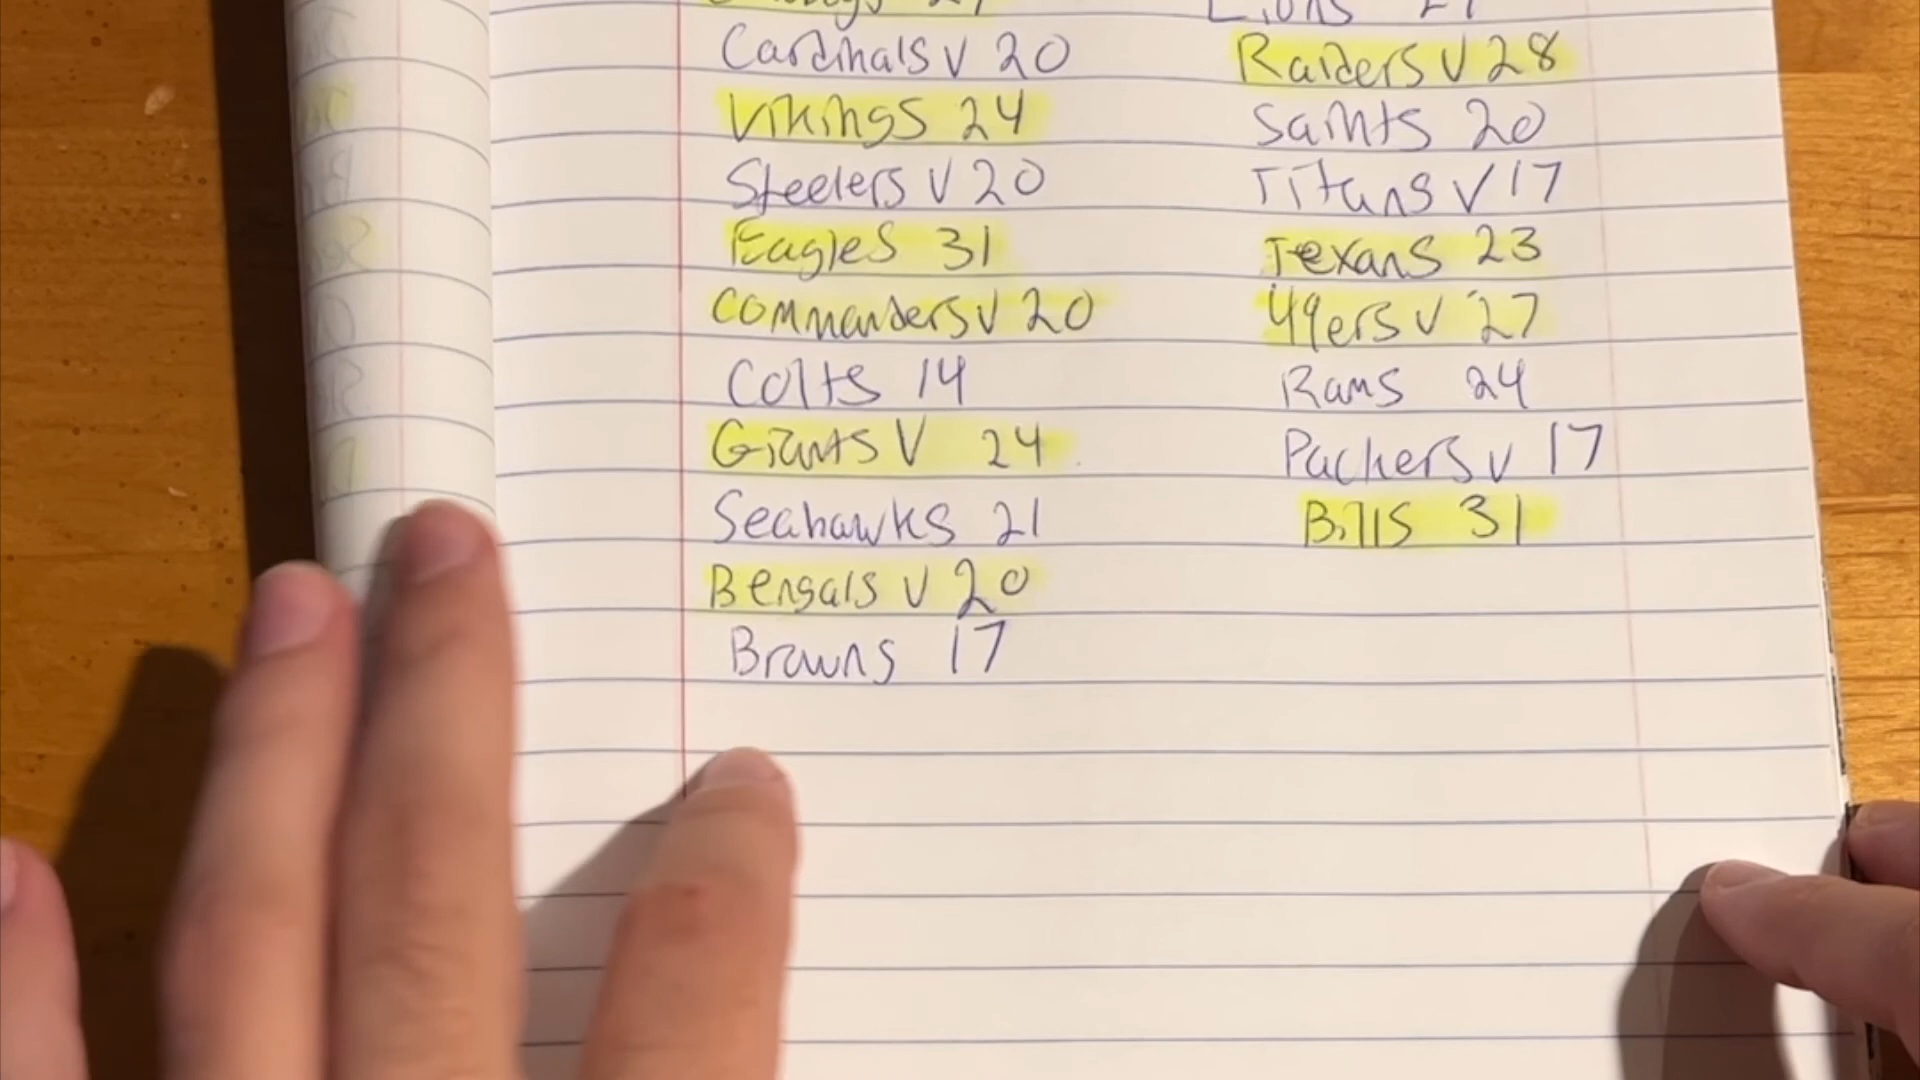 Cardinals v 20
Vikings 24
Steelers v 20
Eagles 31
Commanders v 20
Colts 14
Giants v 24
Seahawks 21
Bengals v 20
Browns 17
Lions
Raiders v 28
Saints 20
Titans v 17
Texans 23
49ers v 27
Rams 24
Packers v 17
Bills 31